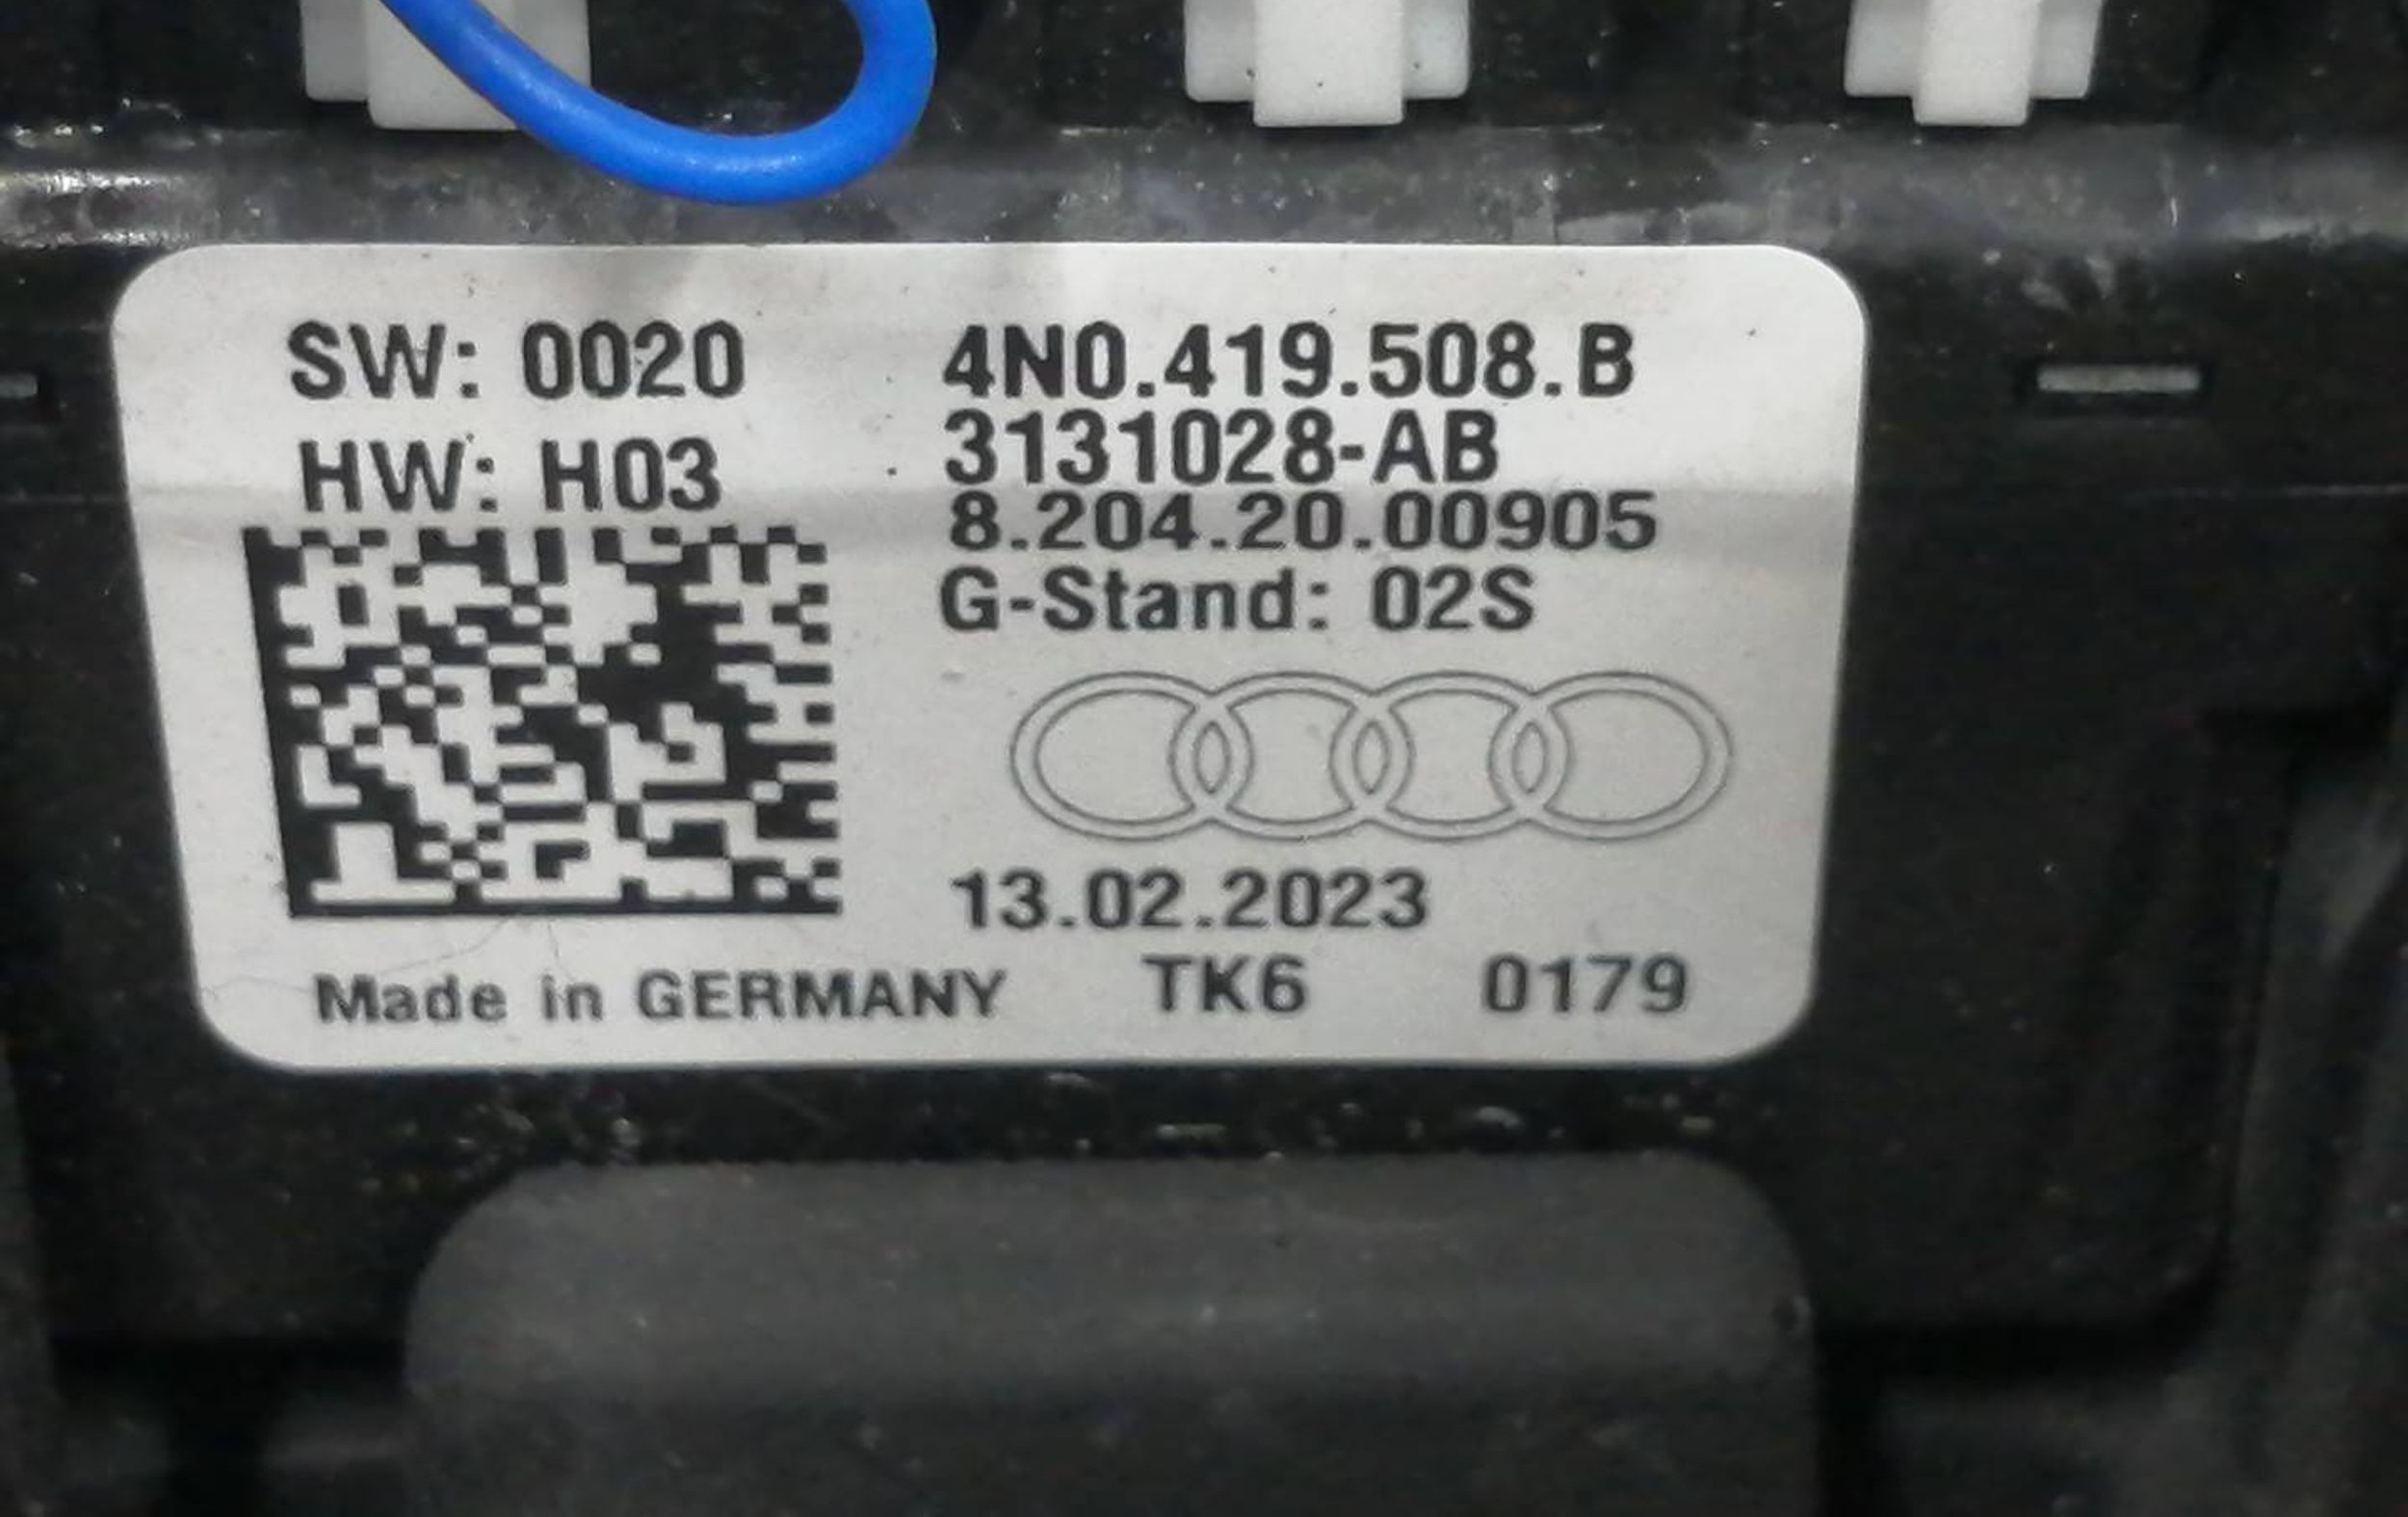 SW: 0020
HW: H03
4N0.419.508.B
3131028-AB
8.204.20.00905
G-Stand: 02S
13.02.2023
Made in GERMANY TK6 0179